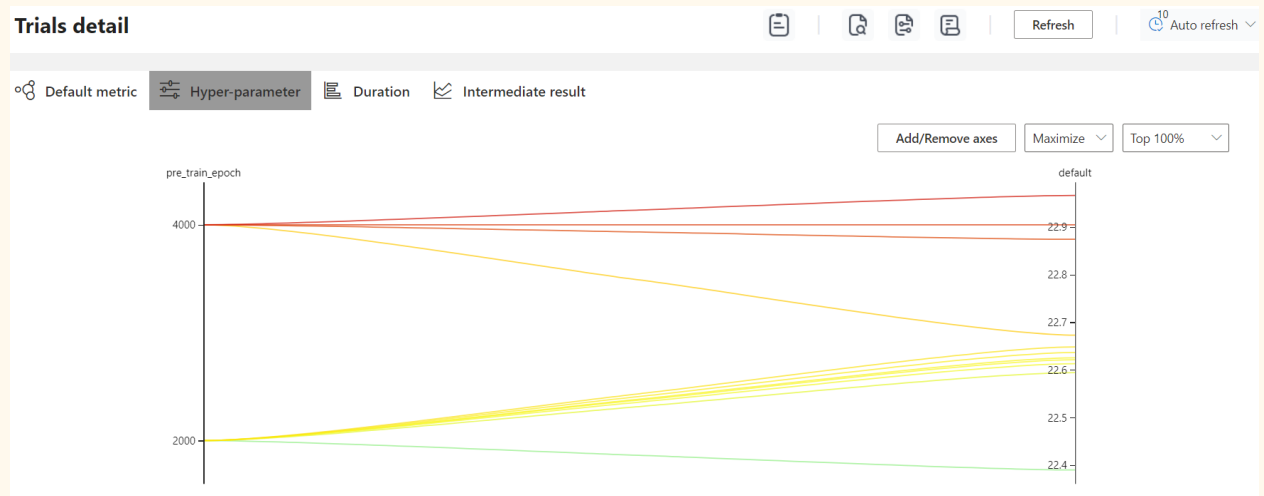 Trials detail
Refresh
10
Auto refresh
Default metric
Hyper-parameter
Duration
Intermediate result
Add/Remove axes
Maximize
Top 100%
pre_train_epoch
default
4000
22.9
22.8
22.7
22.6
22.5
2000
22.4